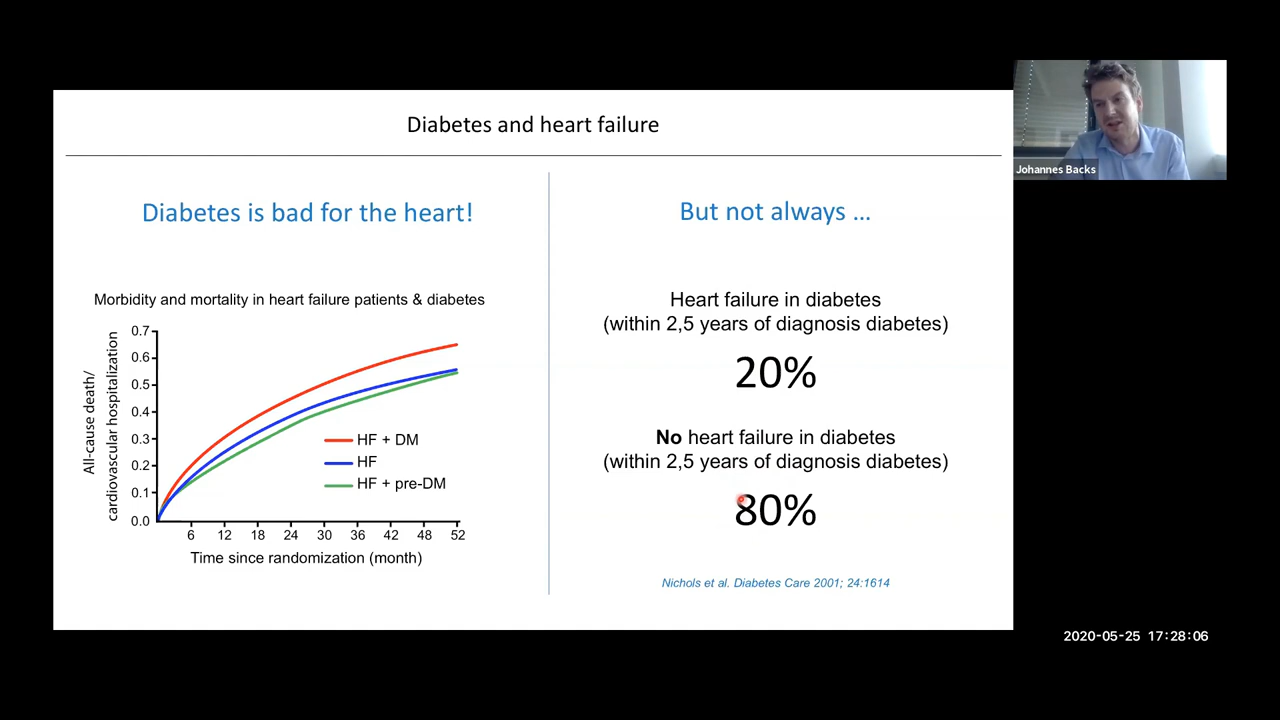 Diabetes and heart failure
Diabetes is bad for the heart!
Morbidity and mortality in heart failure patients & diabetes
All-cause death/
cardiovascular hospitalization
0.7
0.6
0.5
0.4
0.3
0.2
0.1
0.0
6 12 18 24 30 36 42 48 52
Time since randomization (month)
HF + DM
HF
HF + pre-DM
But not always ...
Heart failure in diabetes
(within 2,5 years of diagnosis diabetes)
20%
No heart failure in diabetes
(within 2,5 years of diagnosis diabetes)
80%
Nichols et al. Diabetes Care 2001; 24:1614
Johannes Backs
2020-05-25 17:28:06